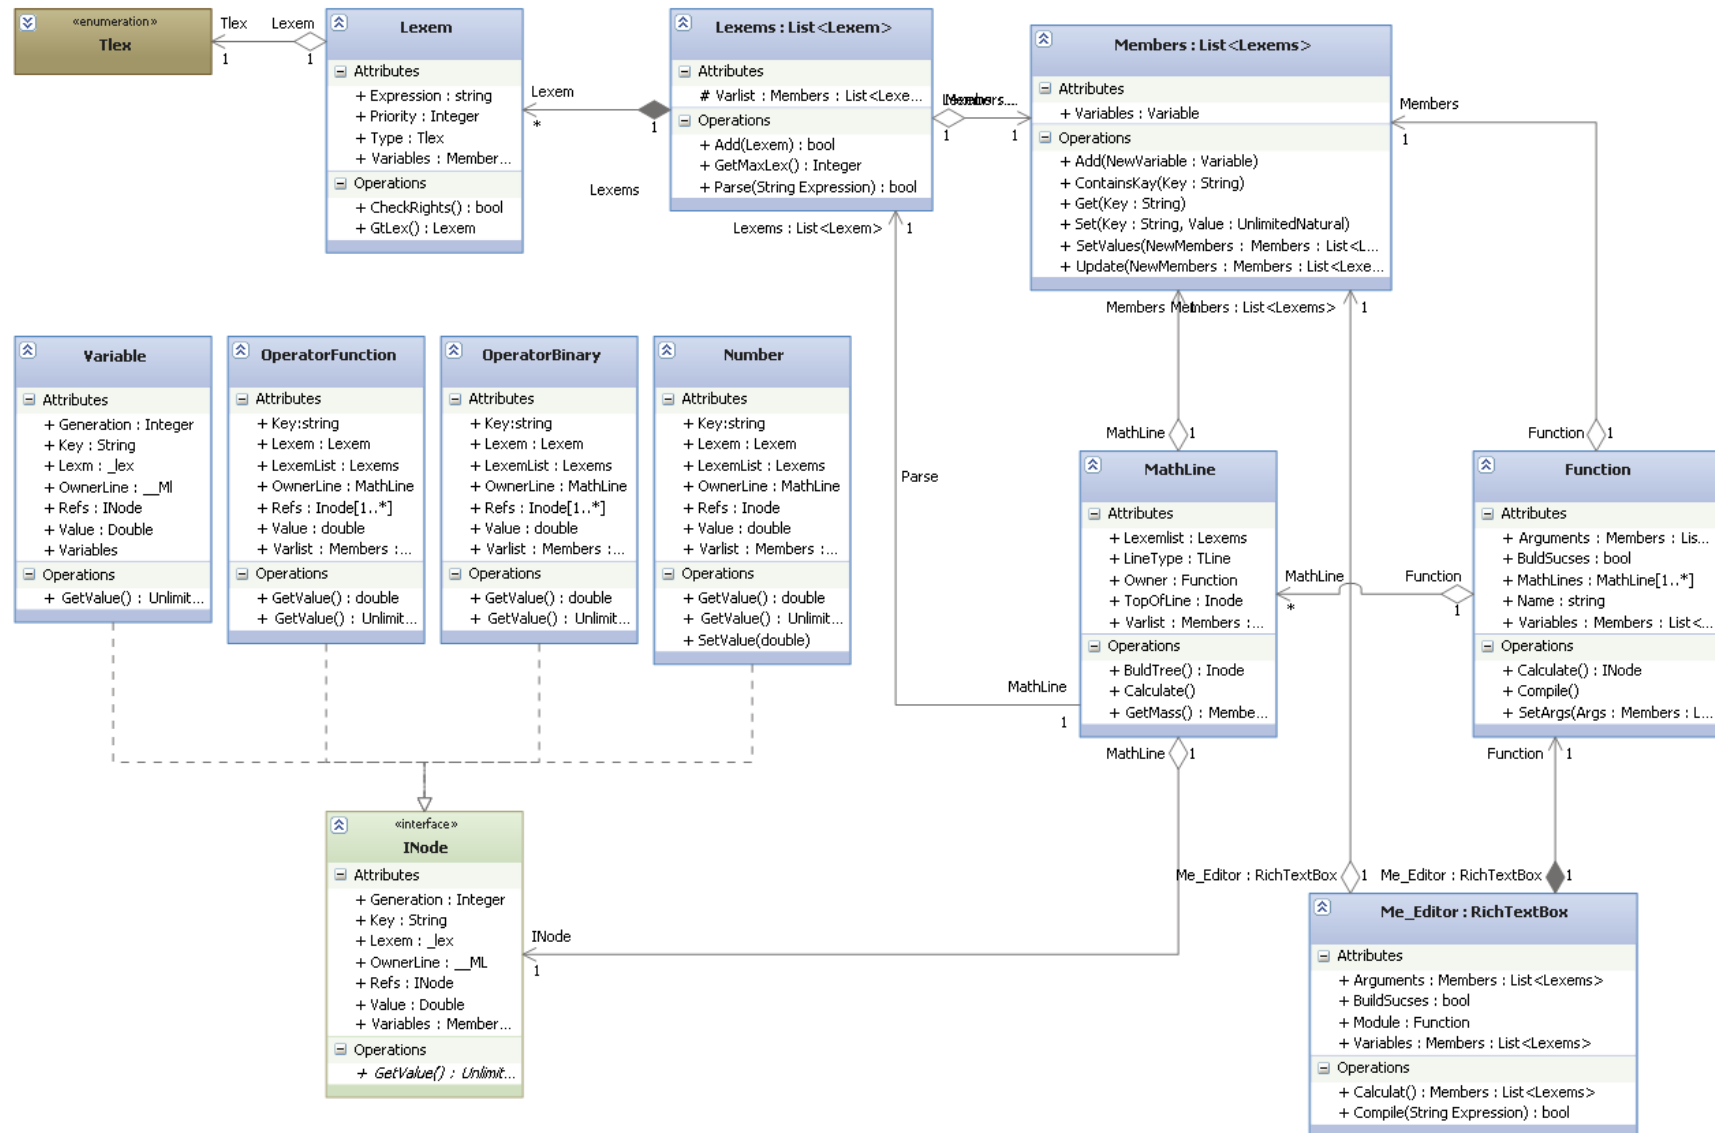 «enumeration»
Tlex
Tlex
Lexem
1
1
Lexem
Attributes
+ Expression : string
+ Priority : Integer
+ Type : Tlex
+ Variables : Member...
Operations
+ CheckRights() : bool
+ GtLex() : Lexem
Lexem
*
1
Lexems
Lexems : List<Lexem>
Attributes
# Varlist : Members : List<Lexe...
Operations
+ Add(Lexem) : bool
+ GetMaxLex() : Integer
+ Parse(String Expression) : bool
Lexems : List<Lexem>
1
1
1
Members : List<Lexems>
Attributes
+ Variables : Variable
Operations
+ Add(NewVariable : Variable)
+ ContainsKay(Key : String)
+ Get(Key : String)
+ Set(Key : String, Value : UnlimitedNatural)
+ SetValues(NewMembers : Members : List<L...
+ Update(NewMembers : Members : List<Lexe...
Members
1
Members
Members : List<Lexems>
1
Variable
Attributes
+ Generation : Integer
+ Key : String
+ Lexm : _lex
+ OwnerLine : __Ml
+ Refs : INode
+ Value : Double
+ Variables
Operations
+ GetValue() : Unlimit...
OperatorFunction
Attributes
+ Key:string
+ Lexem : Lexem
+ LexemList : Lexems
+ OwnerLine : MathLine
+ Refs : Inode[1..*]
+ Value : double
+ Varlist : Members :...
Operations
+ GetValue() : double
+ GetValue() : Unlimit...
OperatorBinary
Attributes
+ Key:string
+ Lexem : Lexem
+ LexemList : Lexems
+ OwnerLine : MathLine
+ Refs : Inode[1..*]
+ Value : double
+ Varlist : Members :...
Operations
+ GetValue() : double
+ GetValue() : Unlimit...
Number
Attributes
+ Key:string
+ Lexem : Lexem
+ LexemList : Lexems
+ OwnerLine : MathLine
+ Refs : Inode
+ Value : double
+ Varlist : Members :...
Operations
+ GetValue() : double
+ GetValue() : Unlimit...
+ SetValue(double)
Parse
MathLine
1
MathLine
1
MathLine
Attributes
+ Lexemlist : Lexems
+ LineType : TLine
+ Owner : Function
+ TopOfLine : Inode
+ Varlist : Members :...
Operations
+ BuldTree() : Inode
+ Calculate()
+ GetMass() : Membe...
MathLine
1
MathLine
*
Function
1
Function
1
Function
Attributes
+ Arguments : Members : Lis...
+ BuldSucses : bool
+ MathLines : MathLine[1..*]
+ Name : string
+ Variables : Members : List<...
Operations
+ Calculate() : INode
+ Compile()
+ SetArgs(Args : Members : L...
Function
1
«interface»
INode
Attributes
+ Generation : Integer
+ Key : String
+ Lexem : _lex
+ OwnerLine : __ML
+ Refs : INode
+ Value : Double
+ Variables : Member...
Operations
+ GetValue() : Unlimit...
INode
1
Me_Editor : RichTextBox
1
Me_Editor : RichTextBox
1
Me_Editor : RichTextBox
Attributes
+ Arguments : Members : List<Lexems>
+ BuildSucses : bool
+ Module : Function
+ Variables : Members : List<Lexems>
Operations
+ Calculat() : Members : List<Lexems>
+ Compile(String Expression) : bool